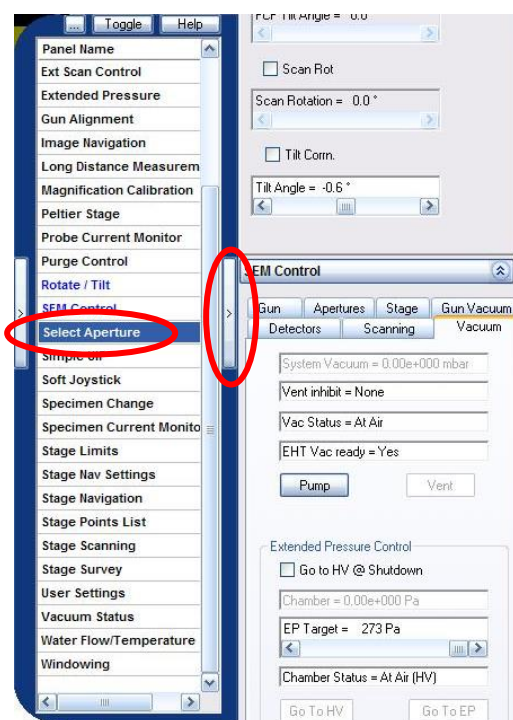 ... Toggle Help
Panel Name
Ext Scan Control
Extended Pressure
Gun Alignment
Image Navigation
Long Distance Measurem
Magnification Calibration
Peltier Stage
Probe Current Monitor
Purge Control
Rotate / Tilt
SEM Control
Select Aperture
Soft Joystick
Specimen Change
Specimen Current Monito
Stage Limits
Stage Nav Settings
Stage Navigation
Stage Points List
Stage Scanning
Stage Survey
User Settings
Vacuum Status
Water Flow/Temperature
Windowing
FCF Tilt Angle = 0.0
Scan Rot
Scan Rotation = 0.0 °
Tilt Corrn.
Tilt Angle = -0.6 °
SEM Control
Gun Apertures Stage Gun Vacuum
Detectors Scanning Vacuum
System Vacuum = 0.00e+000 mbar
Vent inhibit = None
Vac Status = At Air
EHT Vac ready = Yes
Pump Vent
Extended Pressure Control
Go to HV @ Shutdown
Chamber = 0.00e+000 Pa
EP Target = 273 Pa
Chamber Status = At Air (HV)
Go To HV Go To EP